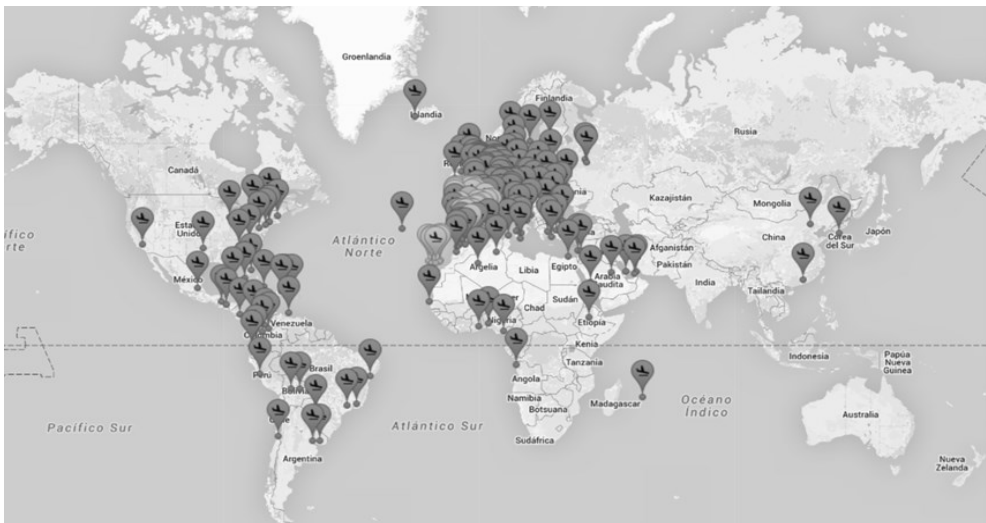 Groenlandia
Islandia
Finlandia
Rusia
Canadá
Kazajistán
Mongolia
Estados
Unidos
Atlántico
Norte
China
Corea
del Sur
Japón
Afganistán
Pakistán
México
Argelia
Libia
Egipto
Arabia
Saudita
India
Tailandia
Chad
Sudán
Nigeria
Etiopía
Venezuela
Colombia
Kenia
Indonesia
Papúa
Nueva
Guinea
Tanzania
Perú
Brasil
Bolivia
Angola
Namibia
Botsuana
Madagascar
Océano
Índico
Australia
Pacífico Sur
Atlántico Sur
Chile
Sudáfrica
Argentina
Nueva
Zelanda